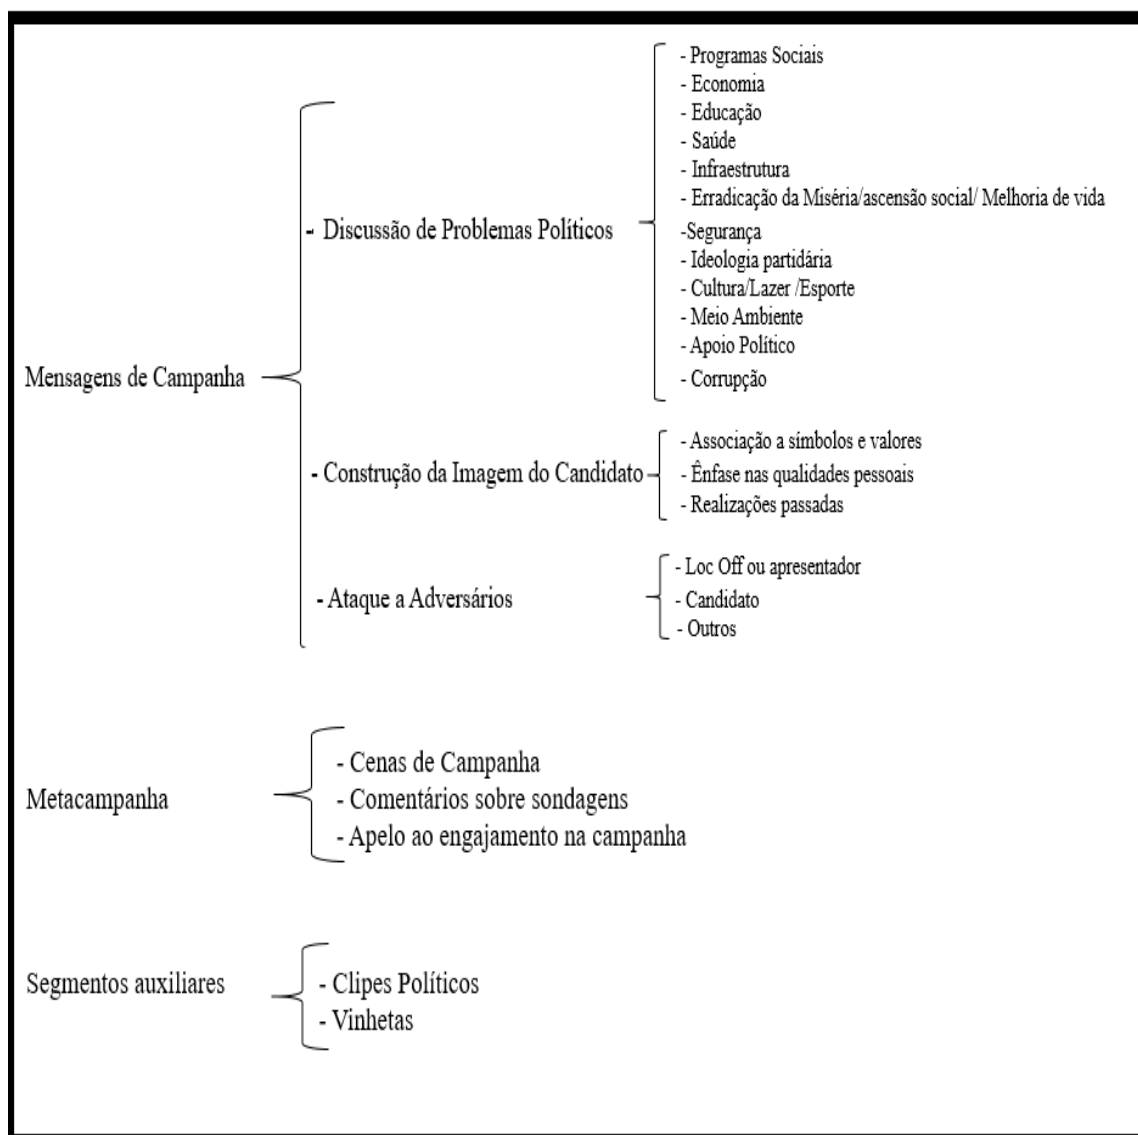 Mensagens de Campanha
- Discussão de Problemas Políticos
- Programas Sociais
- Economia
- Educação
- Saúde
- Infraestrutura
- Erradicação da Miséria/ascensão social/ Melhoria de vida
-Segurança
- Ideologia partidária
- Cultura/Lazer /Esporte
- Meio Ambiente
- Apoio Político
- Corrupção
- Construção da Imagem do Candidato
- Associação a símbolos e valores
- Ênfase nas qualidades pessoais
- Realizações passadas
- Ataque a Adversários
- Loc Off ou apresentador
- Candidato
- Outros
Metacampanha
- Cenas de Campanha
- Comentários sobre sondagens
- Apelo ao engajamento na campanha
Segmentos auxiliares
- Clipes Políticos
- Vinhetas